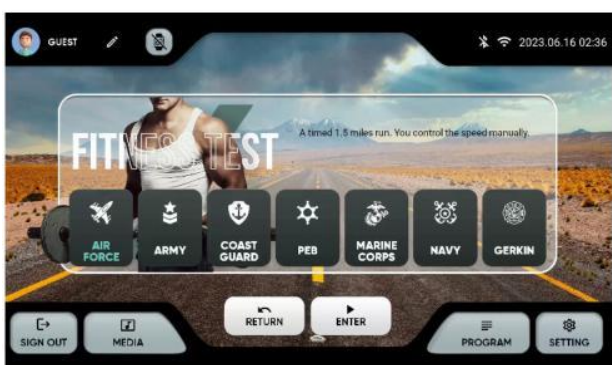 GUEST
2023.06.16 02:36
FITNESS TEST
A timed 1.5 miles run. You control the speed manually.
AIR
FORCE
ARMY
COAST
GUARD
PEB
MARINE
CORPS
NAVY
GERKIN
RETURN
ENTER
SIGN OUT
MEDIA
PROGRAM
SETTING